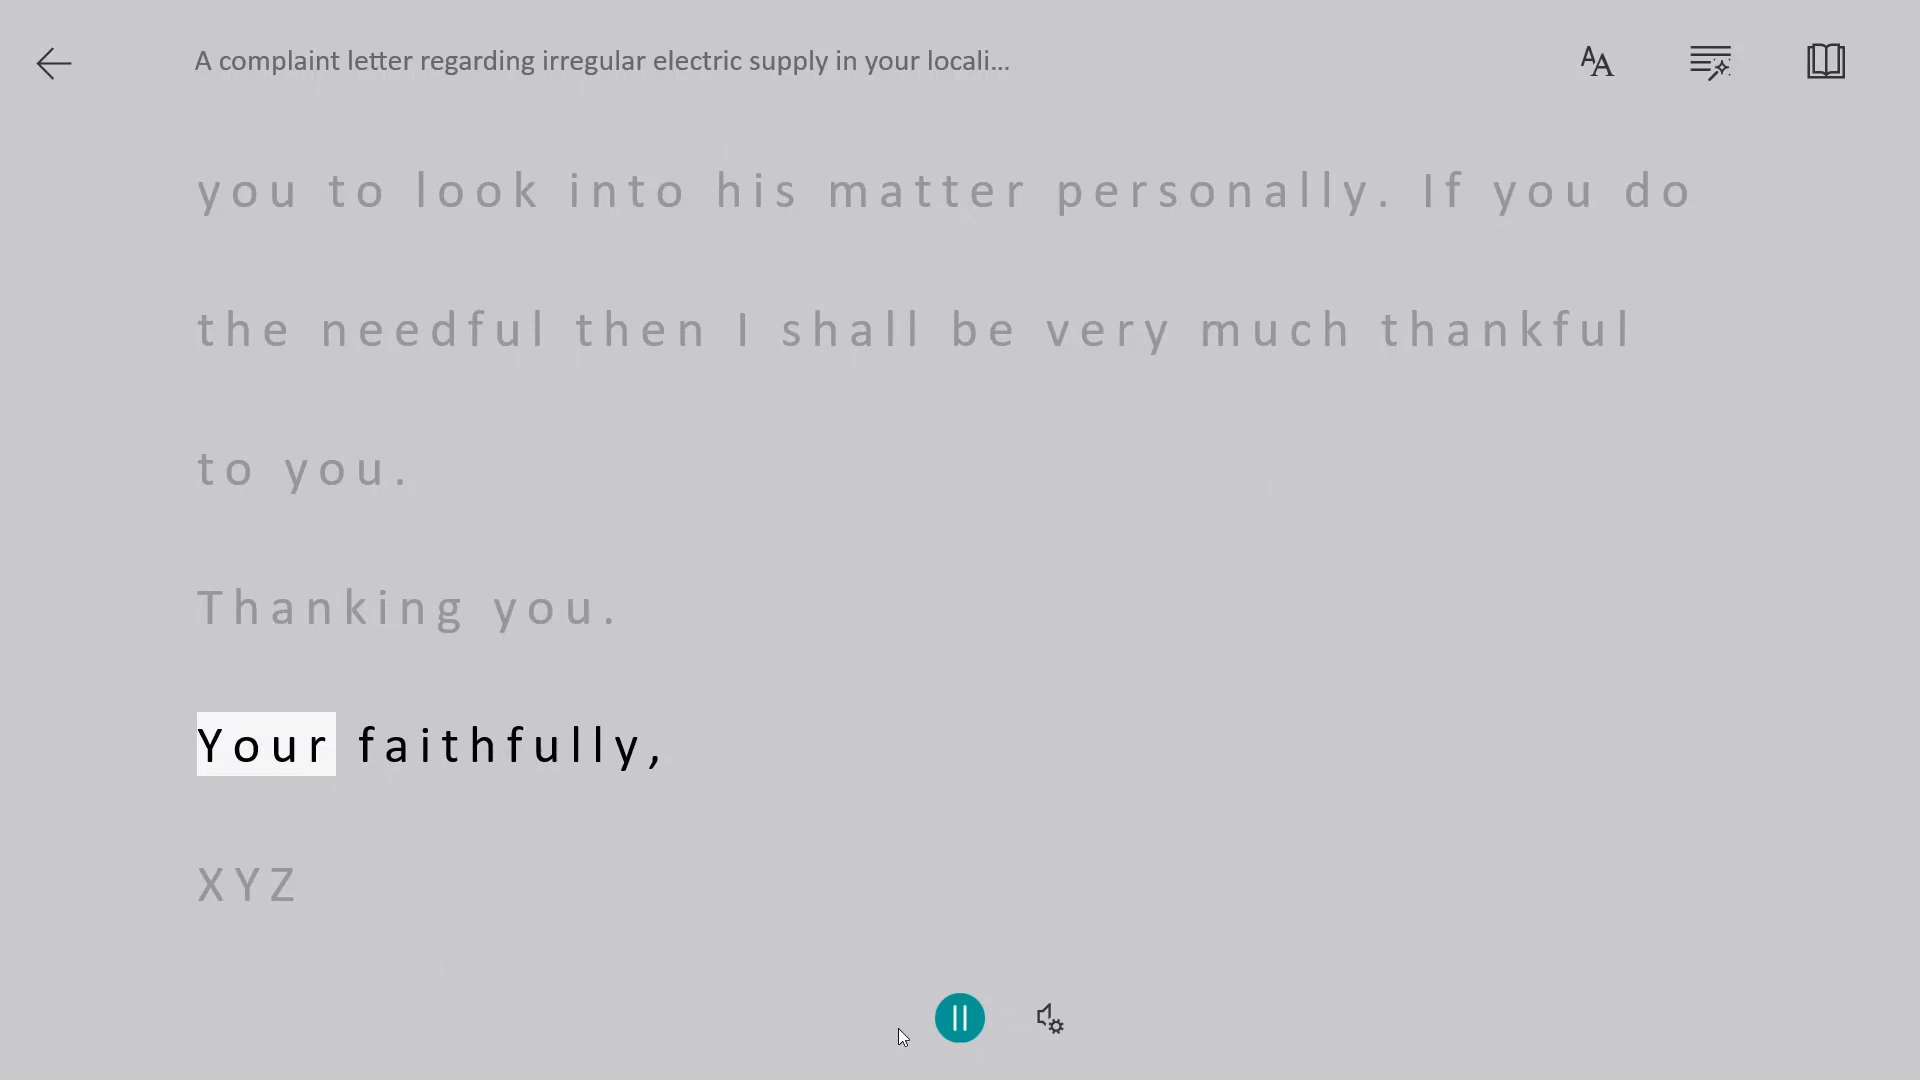 A complaint letter regarding irregular electric supply in your locali...
you to look into his matter personally. If you do
the needful then I shall be very much thankful
to you.
Thanking you.
Your faithfully,
XYZ